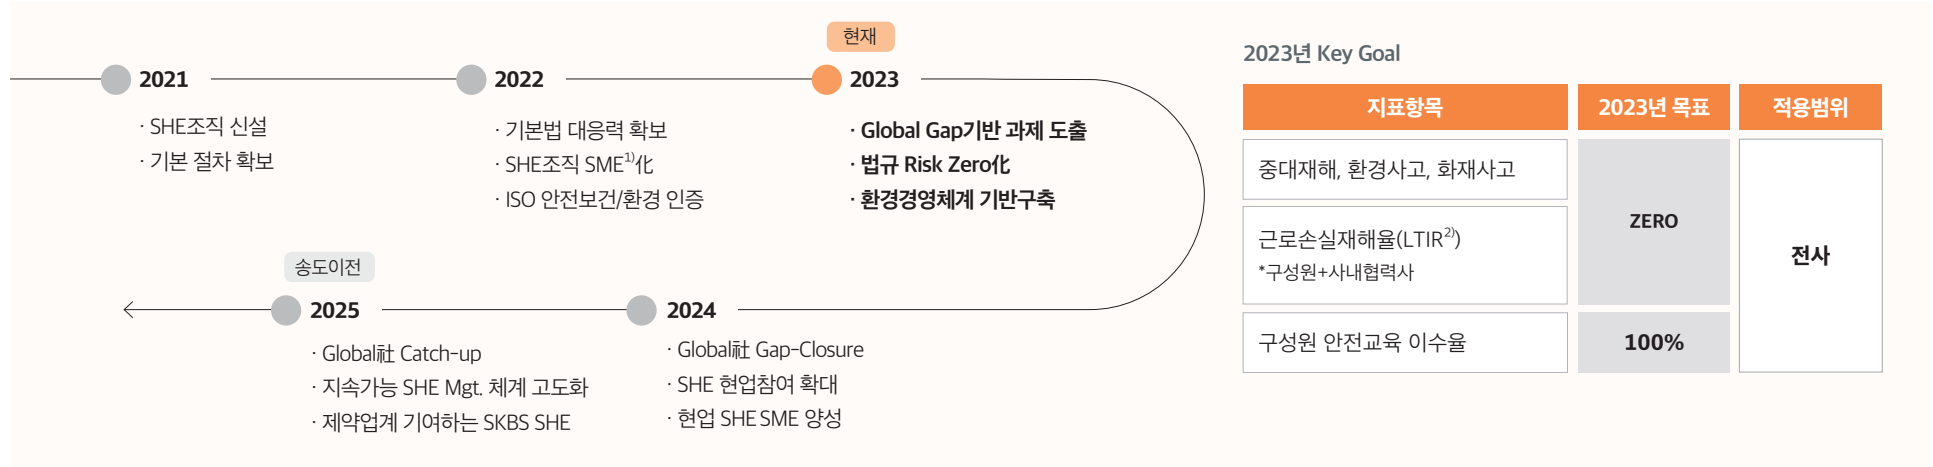 현재
2021
· SHE조직 신설
· 기본 절차 확보
2022
· 기본법 대응력 확보
· SHE조직 SME1)化
· ISO 안전보건/환경 인증
2023
· Global Gap기반 과제 도출
· 법규 Risk Zero化
· 환경경영체계 기반구축
2024
· Global社 Gap-Closure
· SHE 현업참여 확대
· 현업 SHE SME 양성
송도이전
2025
· Global社 Catch-up
· 지속가능 SHE Mgt. 체계 고도화
· 제약업계 기여하는 SKBS SHE
2023년 Key Goal
지표항목 2023년 목표 적용범위
중대재해, 환경사고, 화재사고
ZERO
근로손실재해율(LTIR2))
*구성원+사내협력사
전사
구성원 안전교육 이수율 100%